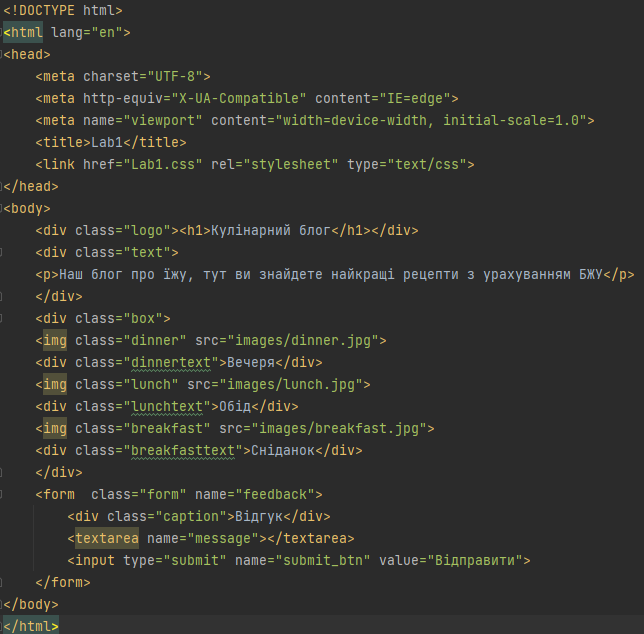 <!DOCTYPE html>
<html lang="en">
<head>
    <meta charset="UTF-8">
    <meta http-equiv="X-UA-Compatible" content="IE=edge">
    <meta name="viewport" content="width=device-width, initial-scale=1.0">
    <title>Lab1</title>
    <link href="Lab1.css" rel="stylesheet" type="text/css">
</head>
<body>
    <div class="logo"><h1>Кулінарний блог</h1></div>
    <div class="text">
    <p>Наш блог про їжу, тут ви знайдете найкращі рецепти з урахуванням БЖУ</p>
    </div>
    <div class="box">
    <img class="dinner" src="images/dinner.jpg">
    <div class="dinnertext">Вечеря</div>
    <img class="lunch" src="images/lunch.jpg">
    <div class="lunchtext">Обід</div>
    <img class="breakfast" src="images/breakfast.jpg">
    <div class="breakfasttext">Сніданок</div>
    </div>
    <form  class="form" name="feedback">
        <div class="caption">Відгук</div>
        <textarea name="message"></textarea>
        <input type="submit" name="submit_btn" value="Відправити">
    </form>
</body>
</html>